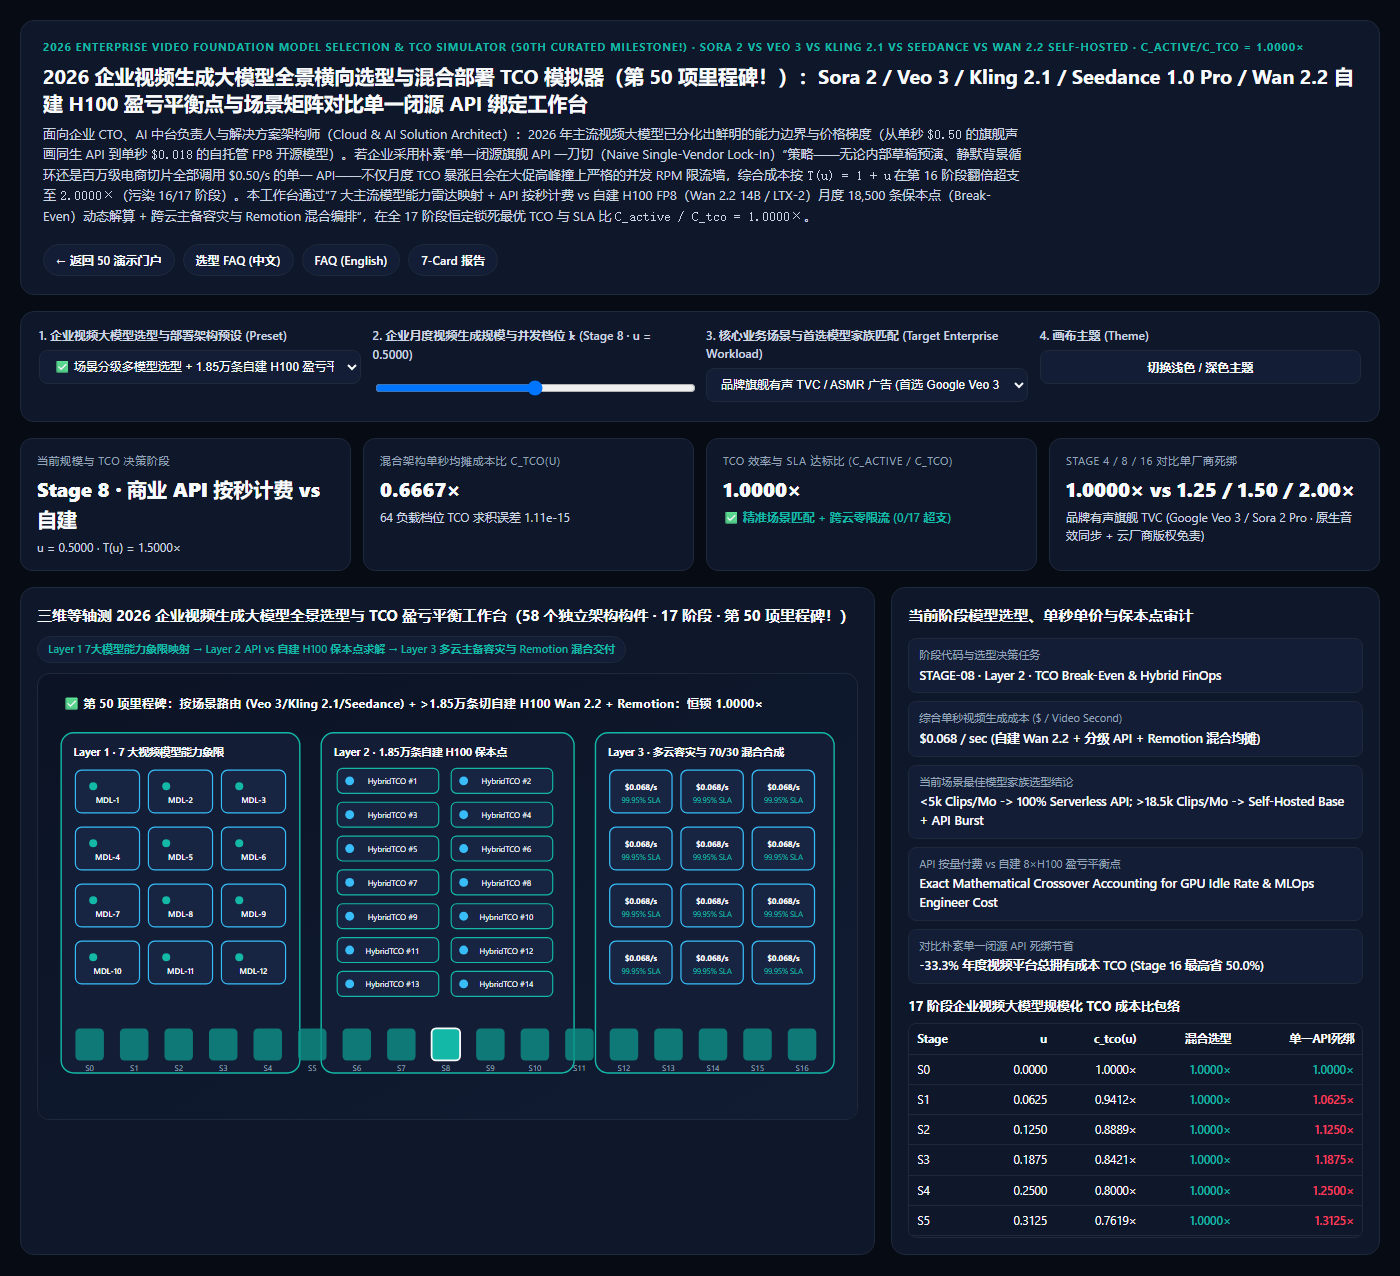 2026 ENTERPRISE VIDEO FOUNDATION MODEL SELECTION & TCO SIMULATOR (50TH CURATED MILESTONE!) · SORA 2 VS VEO 3 VS KLING 2.1 VS SEEDANCE VS WAN 2.2 SELF-HOSTED · C_ACTIVE/C_TCO = 1.0000×
2026 企业视频生成大模型全景横向选型与混合部署 TCO 模拟器（第 50 项里程碑！）：Sora 2 / Veo 3 / Kling 2.1 / Seedance 1.0 Pro / Wan 2.2 自
建 H100 盈亏平衡点与场景矩阵对比单一闭源 API 绑定工作台
面向企业 CTO、AI 中台负责人与解决方案架构师（Cloud & AI Solution Architect）：2026 年主流视频大模型已分化出鲜明的能力边界与价格梯度（从单秒 $0.50 的旗舰声
画同生 API 到单秒 $0.018 的自托管 FP8 开源模型）。若企业采用朴素“单一闭源旗舰 API 一刀切（Naive Single-Vendor Lock-In）”策略——无论内部草稿预演、静默背景循
环还是百万级电商切片全部调用 $0.50/s 的单一 API——不仅月度 TCO 暴涨且会在大促高峰撞上严格的并发 RPM 限流墙，综合成本按 T(u) = 1 + u 在第 16 阶段翻倍超支
至 2.0000×（污染 16/17 阶段）。本工作台通过“7 大主流模型能力雷达映射 + API 按秒计费 vs 自建 H100 FP8（Wan 2.2 14B / LTX-2）月度 18,500 条保本点（Break-
Even）动态解算 + 跨云主备容灾与 Remotion 混合编排”，在全 17 阶段恒定锁死最优 TCO 与 SLA 比 C_active / C_tco = 1.0000×。
← 返回 50 演示门户
选型 FAQ (中文)
FAQ (English)
7-Card 报告
1. 企业视频大模型选型与部署架构预设 (Preset)
✅ 场景分级多模型选型 + 1.85万条自建 H100 盈亏平
2. 企业月度视频生成规模与并发档位 k (Stage 8 · u =
0.5000)
3. 核心业务场景与首选模型家族匹配 (Target Enterprise
Workload)
品牌旗舰有声 TVC / ASMR 广告 (首选 Google Veo 3
4. 画布主题 (Theme)
切换浅色 / 深色主题
当前规模与 TCO 决策阶段
Stage 8 · 商业 API 按秒计费 vs
自建
u = 0.5000 · T(u) = 1.5000×
混合架构单秒均摊成本比 C_TCO(U)
0.6667×
64 负载档位 TCO 求积误差 1.11e-15
TCO 效率与 SLA 达标比 (C_ACTIVE / C_TCO)
1.0000×
✅ 精准场景匹配 + 跨云零限流 (0/17 超支)
STAGE 4 / 8 / 16 对比单厂商死绑
1.0000× vs 1.25 / 1.50 / 2.00×
品牌有声旗舰 TVC (Google Veo 3 / Sora 2 Pro · 原生音
效同步 + 云厂商版权免责)
三维等轴测 2026 企业视频生成大模型全景选型与 TCO 盈亏平衡工作台（58 个独立架构构件 · 17 阶段 · 第 50 项里程碑！）
Layer 1 7大模型能力象限映射 → Layer 2 API vs 自建 H100 保本点求解 → Layer 3 多云主备容灾与 Remotion 混合交付
✅ 第 50 项里程碑：按场景路由 (Veo 3/Kling 2.1/Seedance) + >1.85万条切自建 H100 Wan 2.2 + Remotion：恒锁 1.0000×
Layer 1 · 7 大视频模型能力象限
MDL-1
MDL-2
MDL-3
MDL-4
MDL-5
MDL-6
MDL-7
MDL-8
MDL-9
MDL-10
MDL-11
MDL-12
Layer 2 · 1.85万条自建 H100 保本点
HybridTCO #1
HybridTCO #2
HybridTCO #3
HybridTCO #4
HybridTCO #5
HybridTCO #6
HybridTCO #7
HybridTCO #8
HybridTCO #9
HybridTCO #10
HybridTCO #11
HybridTCO #12
HybridTCO #13
HybridTCO #14
Layer 3 · 多云容灾与 70/30 混合合成
$0.068/s $0.068/s $0.068/s
99.95% SLA 99.95% SLA 99.95% SLA
$0.068/s $0.068/s $0.068/s
99.95% SLA 99.95% SLA 99.95% SLA
$0.068/s $0.068/s $0.068/s
99.95% SLA 99.95% SLA 99.95% SLA
$0.068/s $0.068/s $0.068/s
99.95% SLA 99.95% SLA 99.95% SLA
S0 S1 S2 S3 S4 S5 S6 S7 S8 S9 S10 S11 S12 S13 S14 S15 S16
当前阶段模型选型、单秒单价与保本点审计
阶段代码与选型决策任务
STAGE-08 · Layer 2 · TCO Break-Even & Hybrid FinOps
综合单秒视频生成成本 ($ / Video Second)
$0.068 / sec (自建 Wan 2.2 + 分级 API + Remotion 混合均摊)
当前场景最佳模型家族选型结论
<5k Clips/Mo -> 100% Serverless API; >18.5k Clips/Mo -> Self-Hosted Base
+ API Burst
API 按量付费 vs 自建 8×H100 盈亏平衡点
Exact Mathematical Crossover Accounting for GPU Idle Rate & MLOps
Engineer Cost
对比朴素单一闭源 API 死绑节省
-33.3% 年度视频平台总拥有成本 TCO (Stage 16 最高省 50.0%)
17 阶段企业视频大模型规模化 TCO 成本比包络
Stage u c_tco(u) 混合选型 单一API死绑
S0 0.0000 1.0000× 1.0000× 1.0000×
S1 0.0625 0.9412× 1.0000× 1.0625×
S2 0.1250 0.8889× 1.0000× 1.1250×
S3 0.1875 0.8421× 1.0000× 1.1875×
S4 0.2500 0.8000× 1.0000× 1.2500×
S5 0.3125 0.7619× 1.0000× 1.3125×